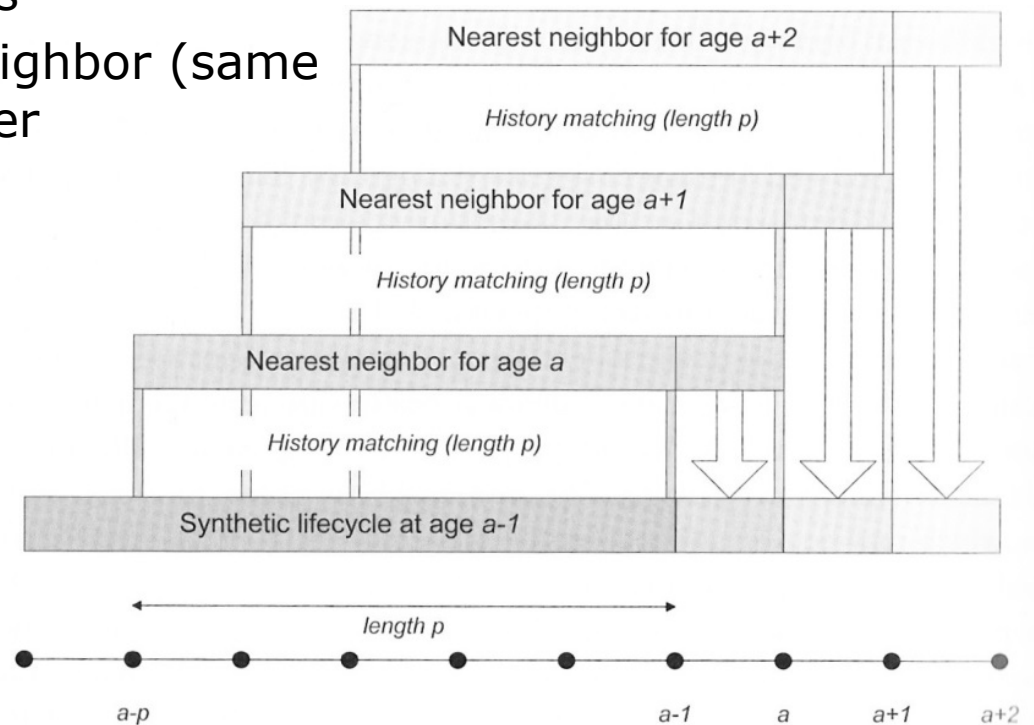 s
eighbor (same
er
Nearest neighbor for age a+2
History matching (length p)
Nearest neighbor for age a+1
History matching (length p)
Nearest neighbor for age a
History matching (length p)
Synthetic lifecycle at age a-1
length p
a-p a-1 a a+1 a+2